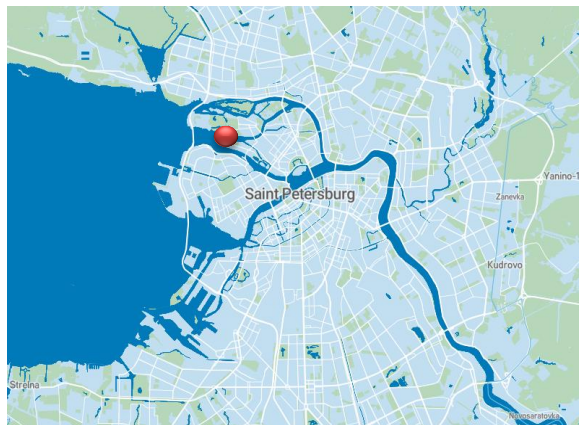 Yanino-1
Saint Petersburg
Zanevka
Kudrovo
Strelna
Novosaratovka